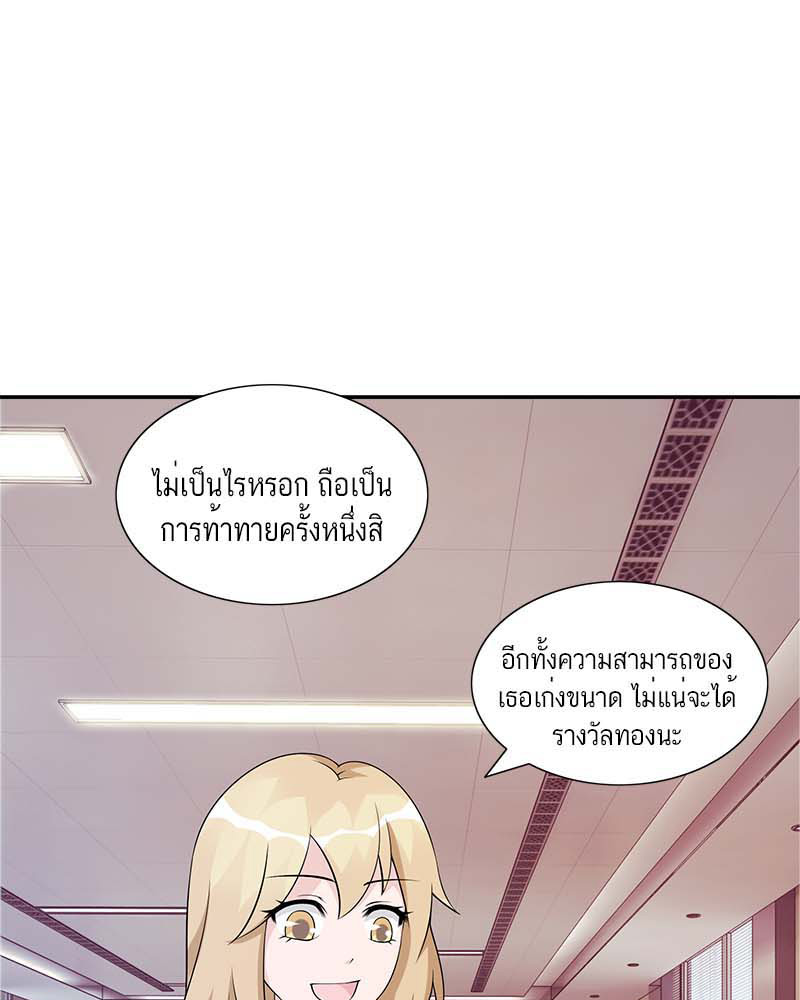 ไม่เป็นไรหรอก ถือเป็น
การท้าทายครั้งหนึ่งสิ
อีกทั้งความสามารถของ
เธอเก่งขนาด ไม่แน่จะได้
รางวัลทองนะ